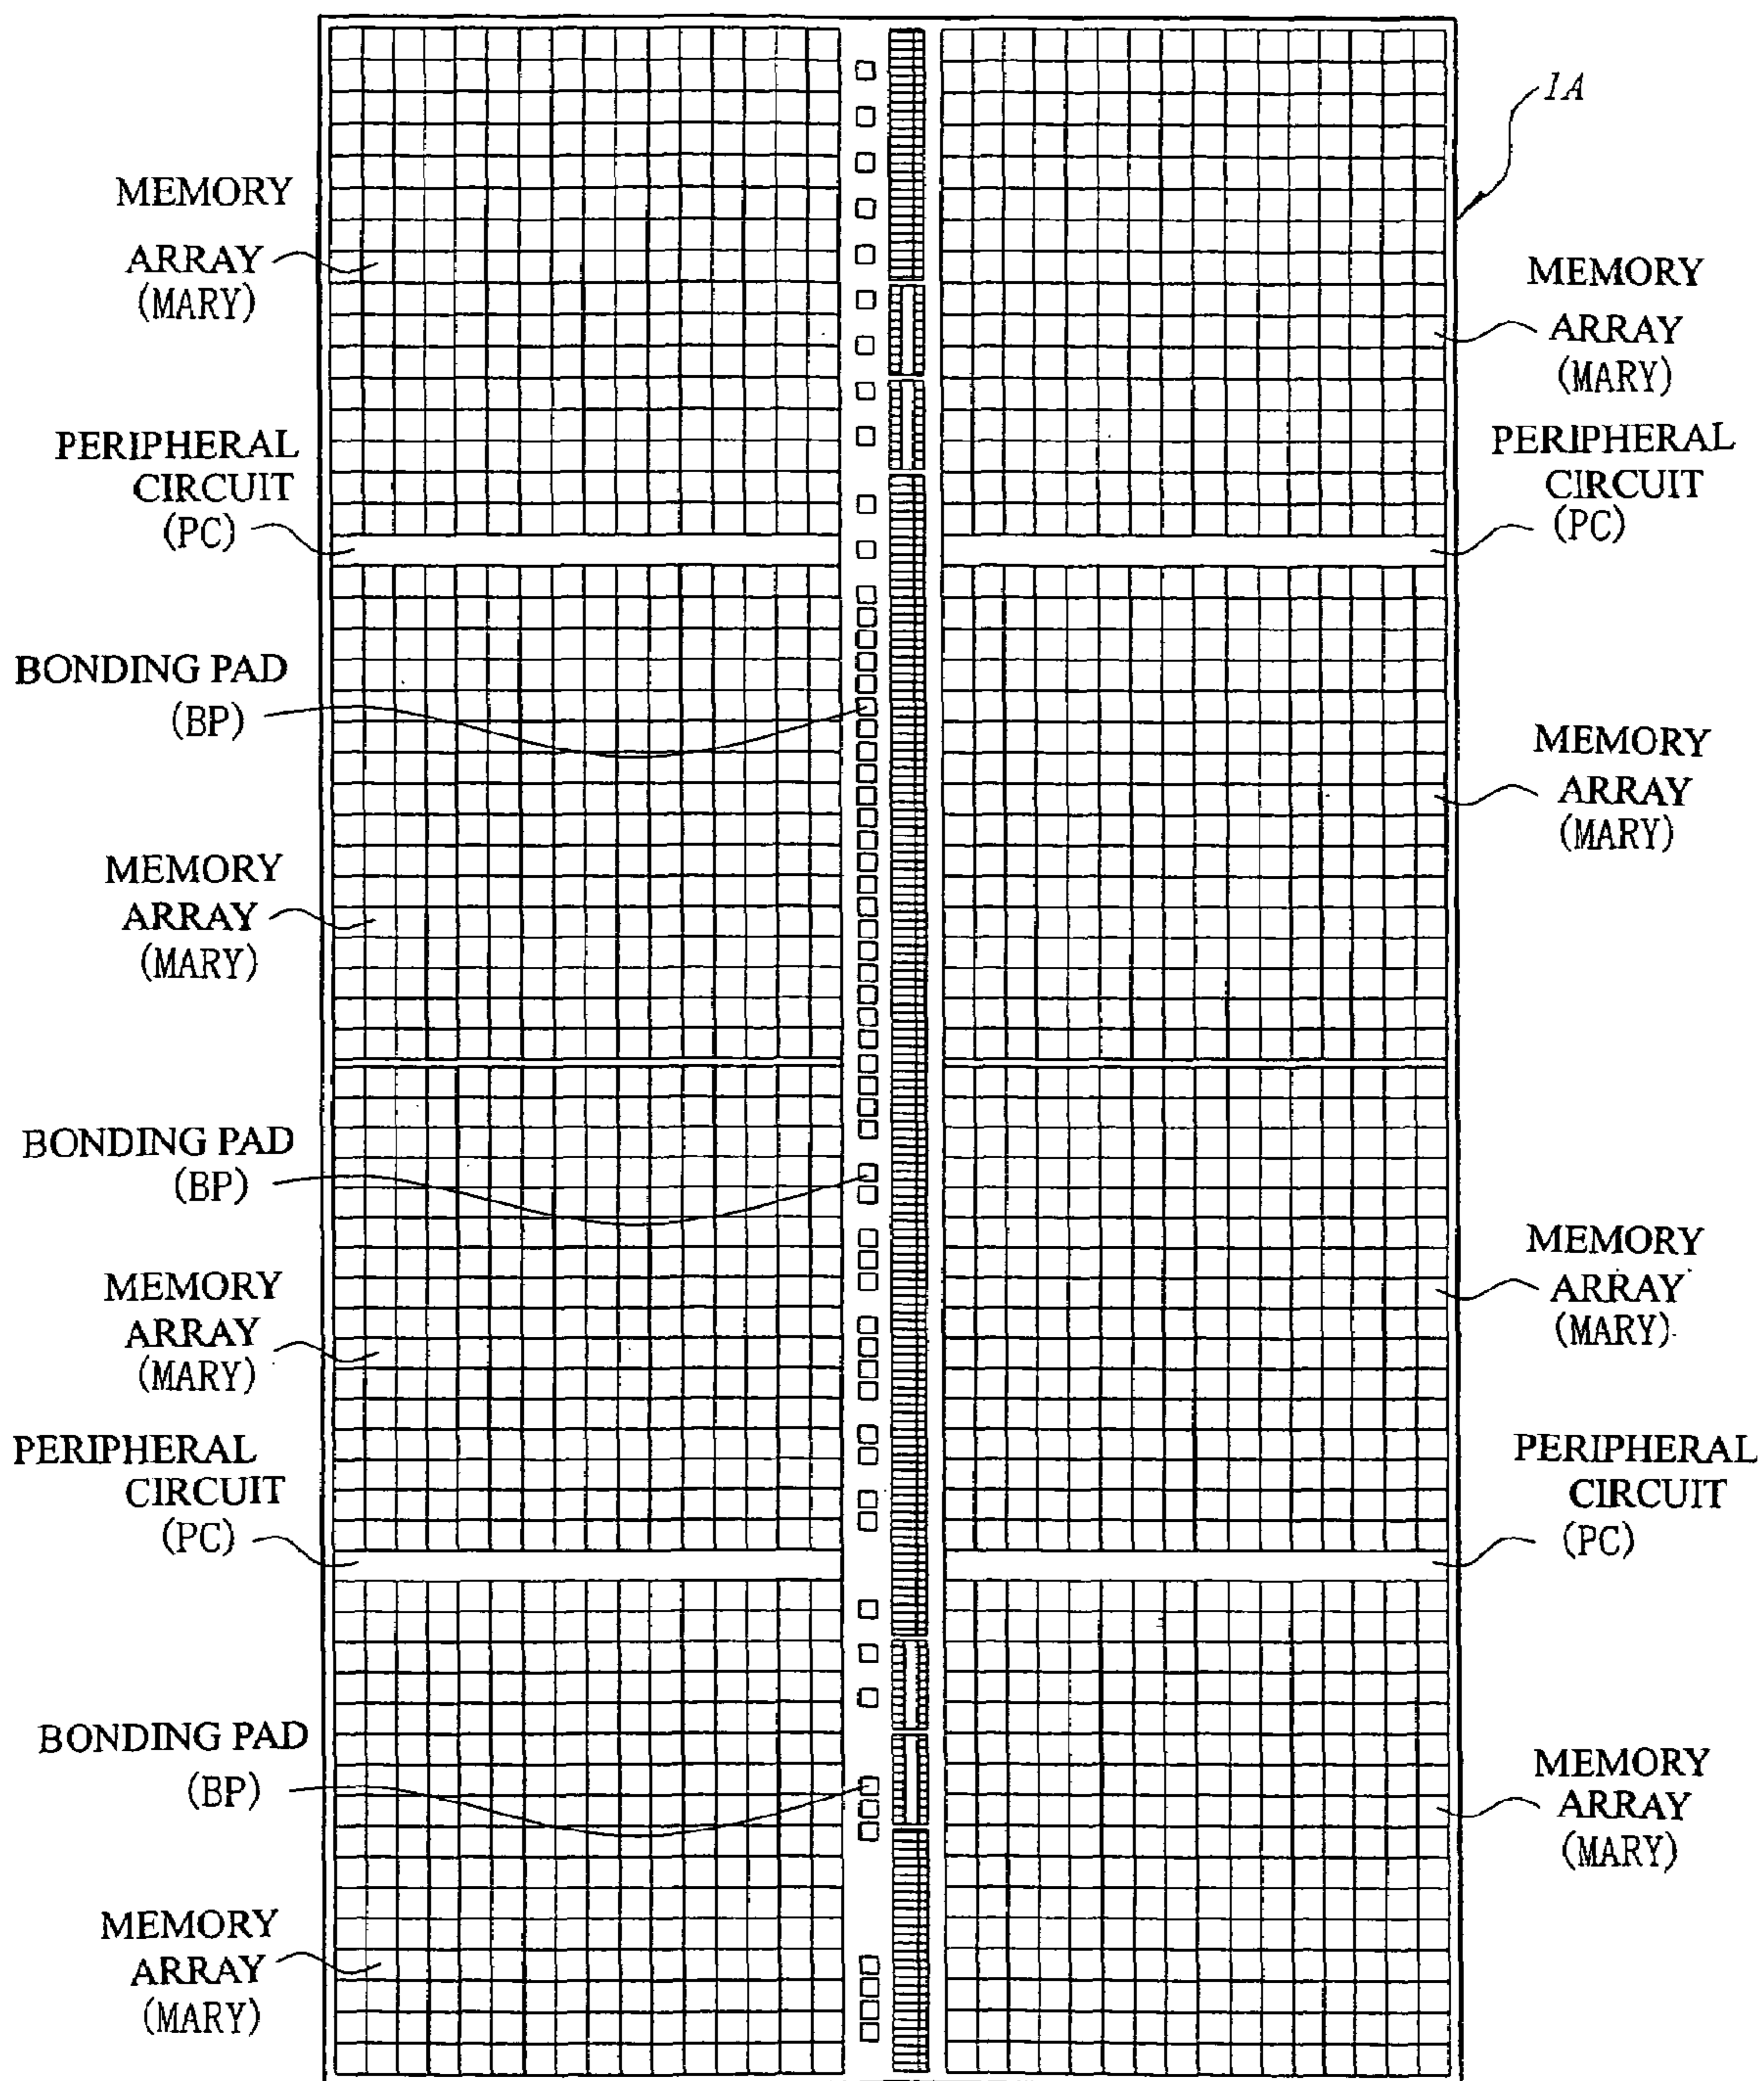 1A
MEMORY
ARRAY
(MARY)
MEMORY
ARRAY
(MARY)
PERIPHERAL
CIRCUIT
(PC)
PERIPHERAL
CIRCUIT
(PC)
BONDING PAD
(BP)
MEMORY
ARRAY
(MARY)
MEMORY
ARRAY
(MARY)
BONDING PAD
(BP)
MEMORY
ARRAY
(MARY)
MEMORY
ARRAY
(MARY)
PERIPHERAL
CIRCUIT
(PC)
PERIPHERAL
CIRCUIT
(PC)
BONDING PAD
(BP)
MEMORY
ARRAY
(MARY)
MEMORY
ARRAY
(MARY)